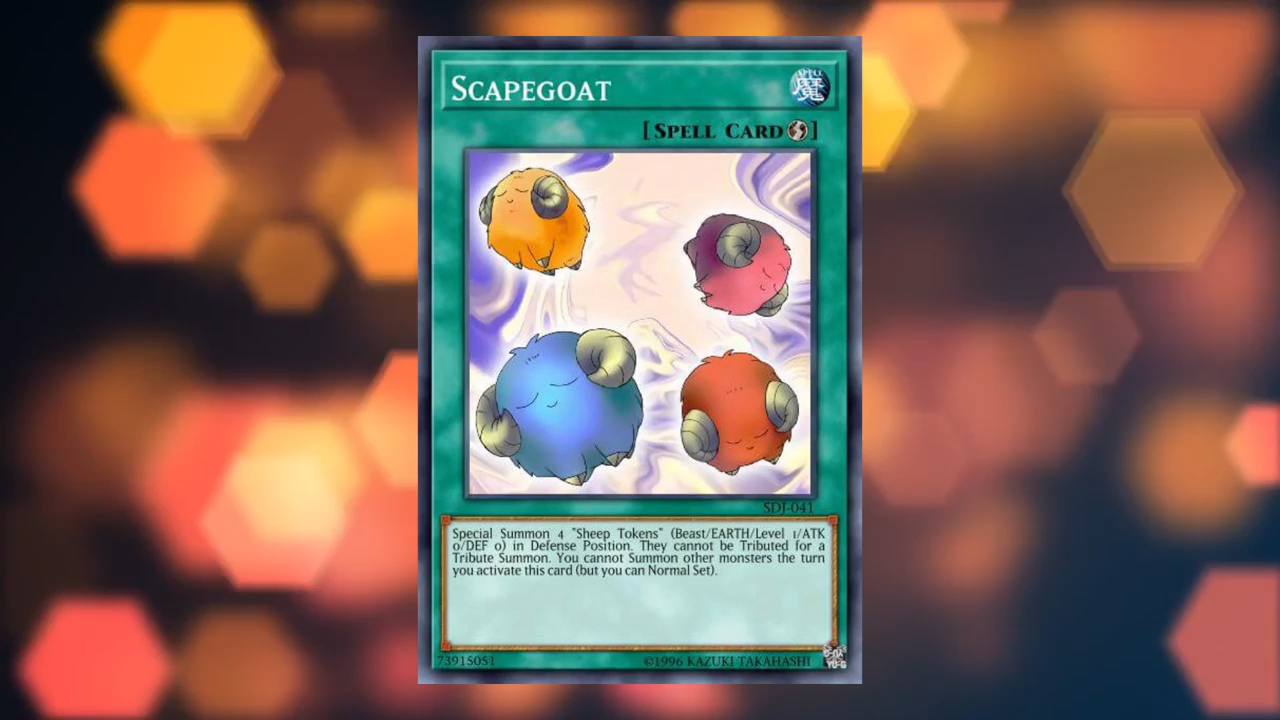 SCAPEGOAT
SPELL
魔
[SPELL CARD]
SDJ-041
Special Summon 4 "Sheep Tokens" (Beast/EARTH/Level 1/ATK
0/DEF 0) in Defense Position. They cannot be Tributed for a
Tribute Summon. You cannot Summon other monsters the turn
you activate this card (but you can Normal Set).
73915051
©1996 KAZUKI TAKAHASHI